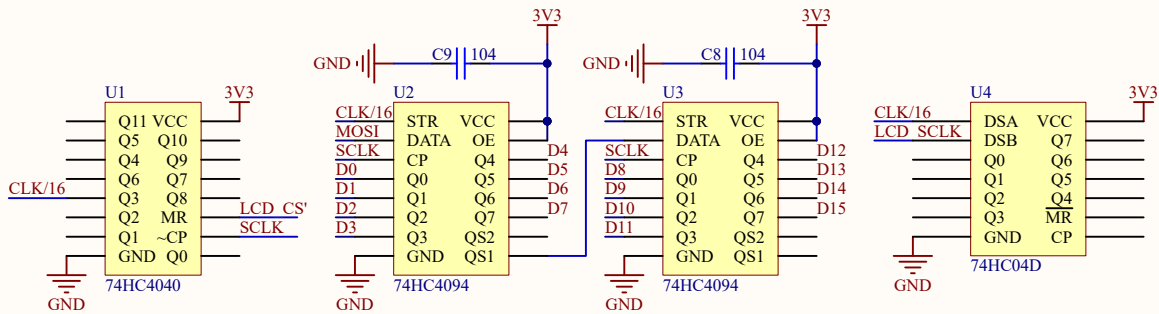 3V3
3V3
GND C9 104
GND C8 104
U1 3V3
U2
U3
U4 3V3
Q11 VCC
Q5 Q10
Q4 Q9
Q6 Q7
CLK/16 Q3 Q8
Q2 MR LCD_CS'
Q1 ~CP SCLK
GND Q0
GND
74HC4040
CLK/16 STR VCC
MOSI DATA OE
SCLK CP Q4 D4
D0 Q0 Q5 D5
D1 Q1 Q6 D6
D2 Q2 Q7 D7
D3 Q3 QS2
GND QS1
GND
74HC4094
CLK/16 STR VCC
DATA OE
SCLK CP Q4 D12
D8 Q0 Q5 D13
D9 Q1 Q6 D14
D10 Q2 Q7 D15
D11 Q3 QS2
GND QS1
GND
74HC4094
CLK/16 DSA VCC
LCD_SCLK DSB Q7
Q0 Q6
Q1 Q5
Q2 Q4
Q3 MR
GND CP
GND
74HC04D